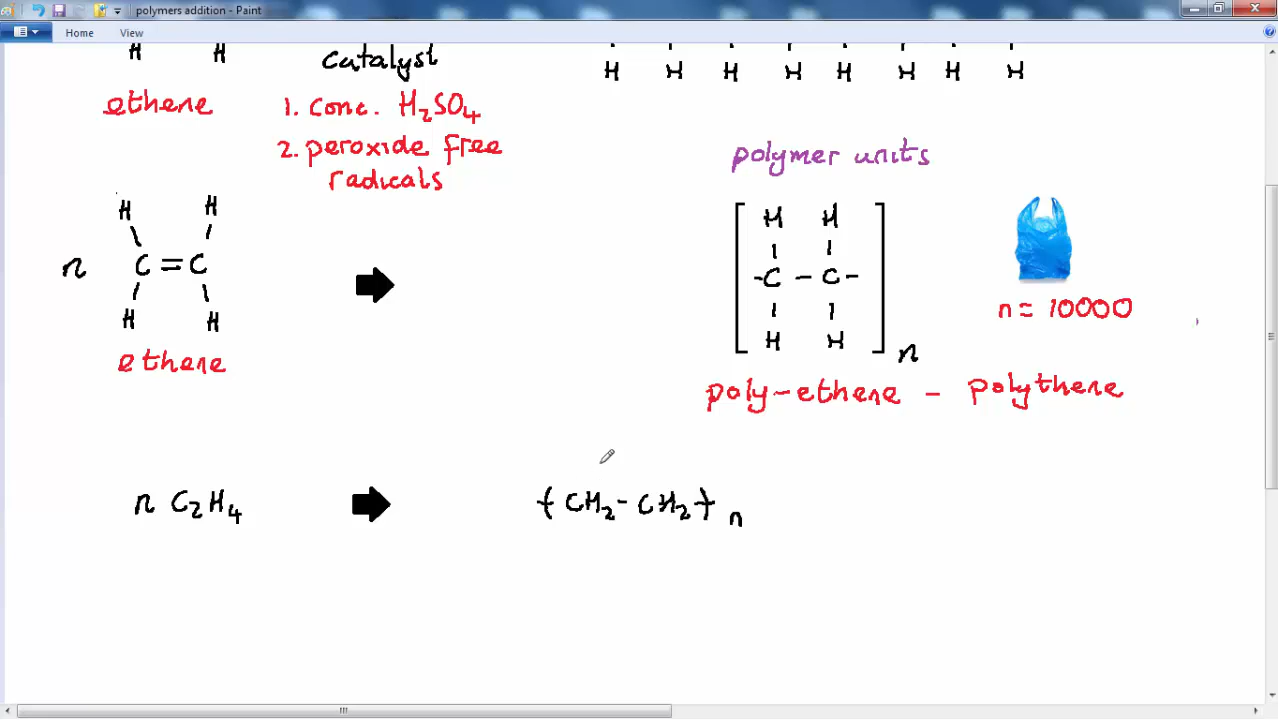 polymers addition - Paint
Home View
H H
catalyst
H H H H H H H H
ethene
1. conc. H2SO4
2. peroxide free
radicals
polymer units
H H
n C=C
H H
ethene
H H
-C-C-
H H
n
n = 10000
poly-ethene - polythene
n C2H4
(CH2-CH2)n